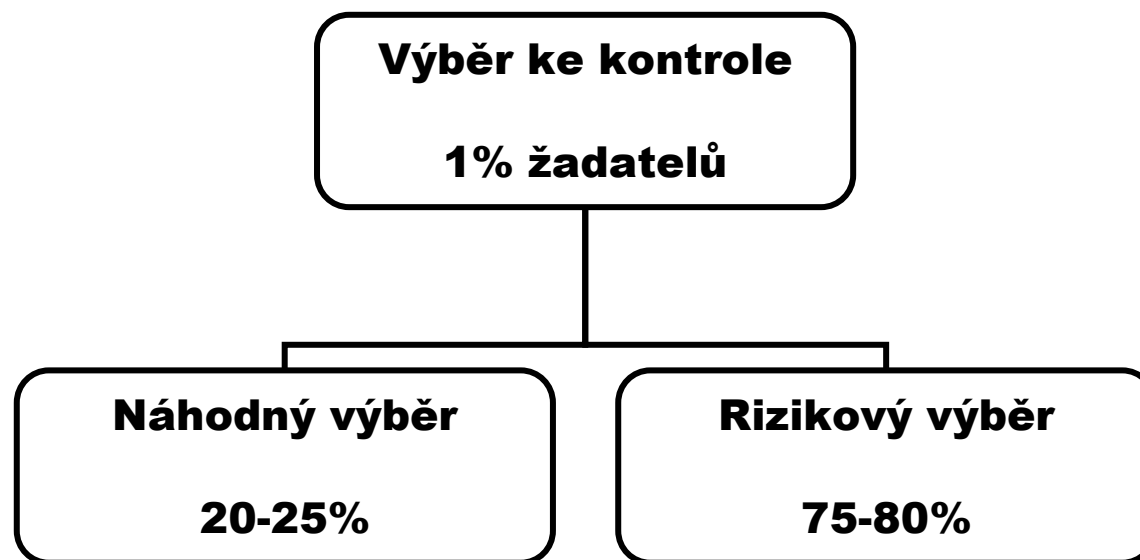 Výběr ke kontrole
1% žadatelů
Náhodný výběr
20-25%
Rizikový výběr
75-80%